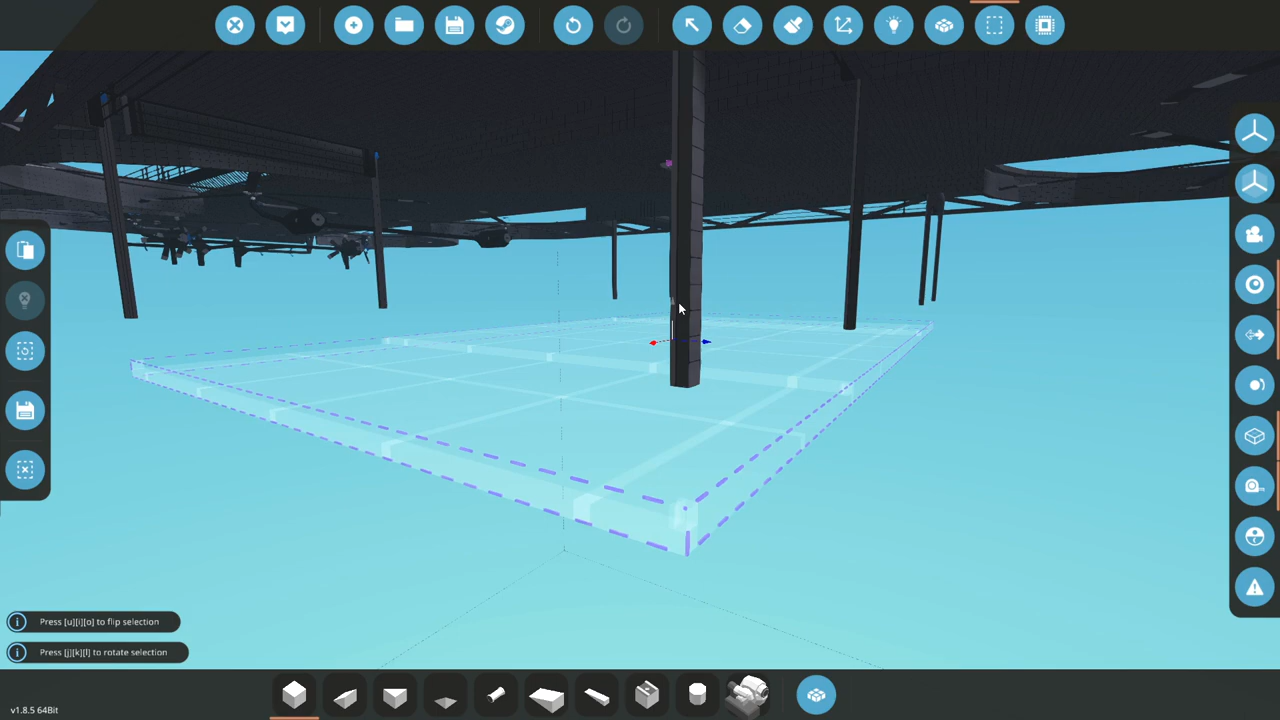 Press [u][i][o] to flip selection
Press [j][k][l] to rotate selection
v1.8.5 64Bit